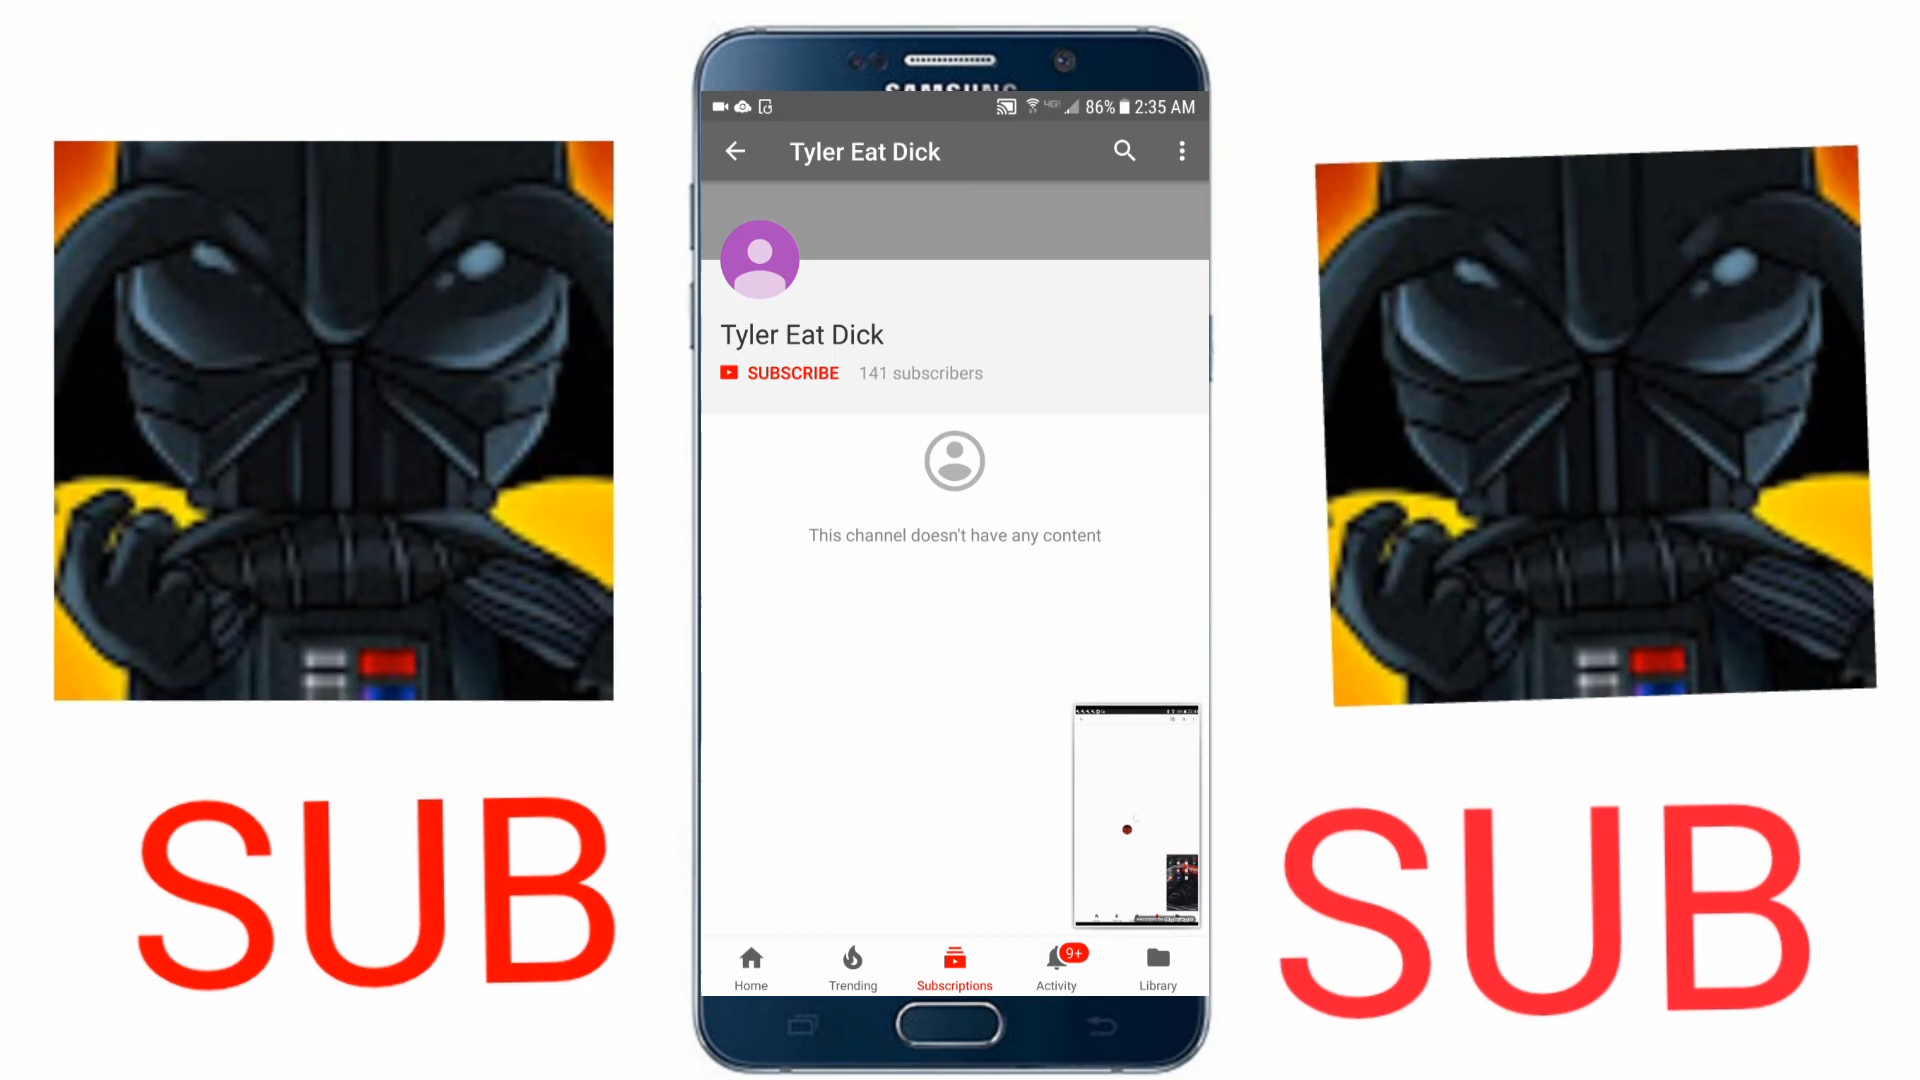 SAMSUNG
86% 2:35 AM
Tyler Eat Dick
Tyler Eat Dick
SUBSCRIBE 141 subscribers
This channel doesn't have any content
9+
Home Trending Subscriptions Activity Library
SUB SUB